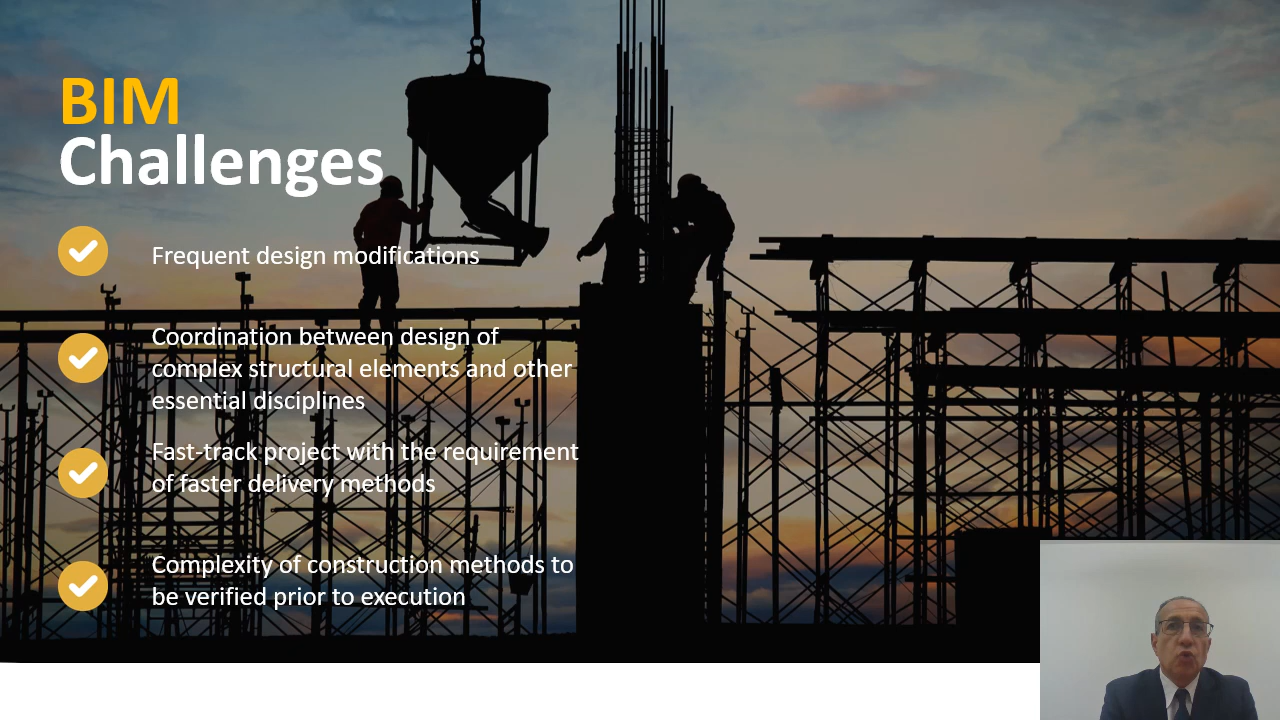 BIM
Challenges
Frequent design modifications
Coordination between design of
complex structural elements and other
essential disciplines
Fast-track project with the requirement
of faster delivery methods
Complexity of construction methods to
be verified prior to execution